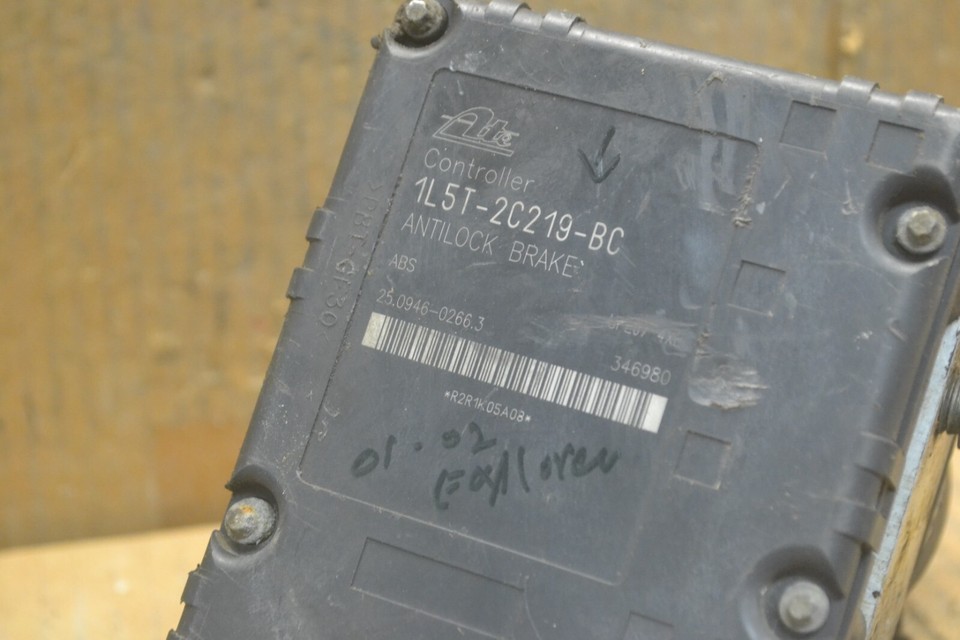 Ate
Controller
1L5T-2C219-BC
ANTILOCK BRAKE
ABS
25.0946-0266.3
346980
*R2R1K05A08*
01.02
Explorer